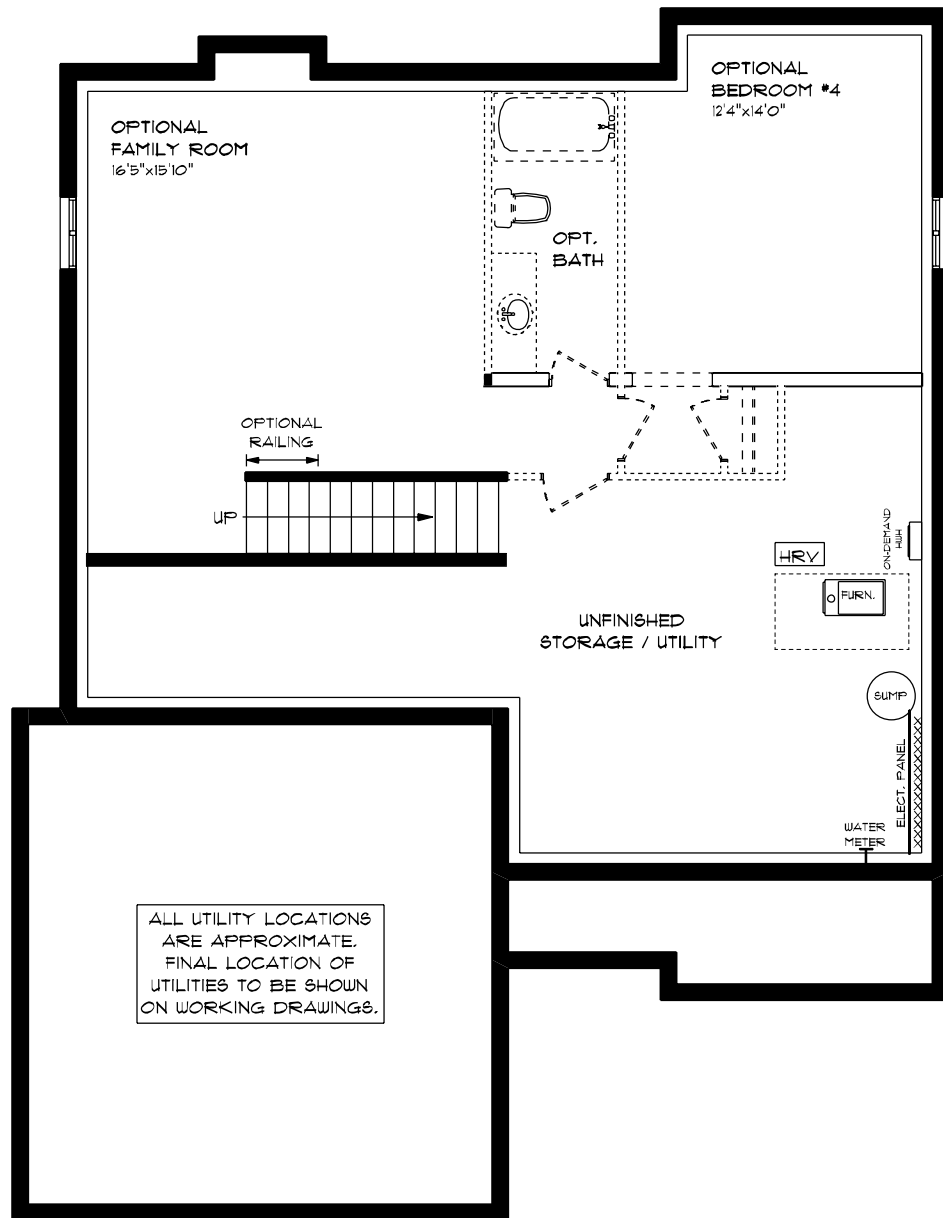 OPTIONAL
BEDROOM #4
12'4"x14'0"
OPTIONAL
FAMILY ROOM
16'5"x15'10"
OPT.
BATH
OPTIONAL
RAILING
UP
ON-DEMAND
HWH
HRV
FURN.
UNFINISHED
STORAGE / UTILITY
SUMP
ELECT. PANEL
WATER
METER
ALL UTILITY LOCATIONS
ARE APPROXIMATE.
FINAL LOCATION OF
UTILITIES TO BE SHOWN
ON WORKING DRAWINGS.